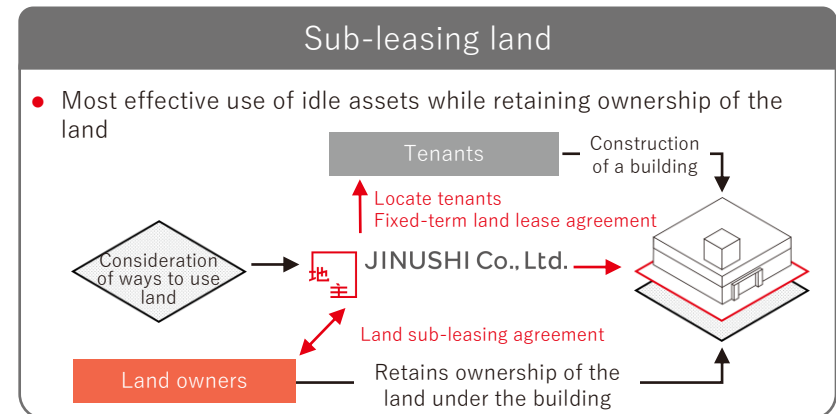 Sub-leasing land
● Most effective use of idle assets while retaining ownership of the
land
Tenants
Construction
of a building
Locate tenants
Fixed-term land lease agreement
Consideration
of ways to use
land
地主
JINUSHI Co., Ltd.
Land sub-leasing agreement
Land owners
Retains ownership of the
land under the building